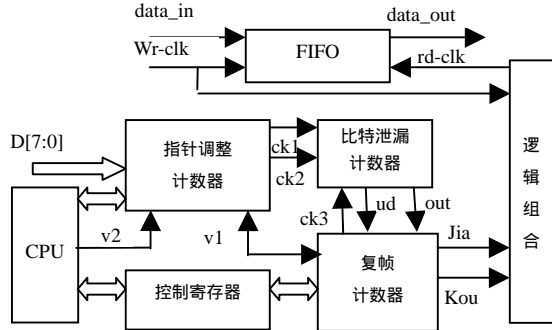 data_in
data_out
Wr-clk
FIFO
rd-clk
D[7:0]
指针调整
计数器
ck1
ck2
比特泄漏
计数器
逻辑组合
CPU
v2
v1
ck3
ud
out
Jia
控制寄存器
复帧
计数器
Kou